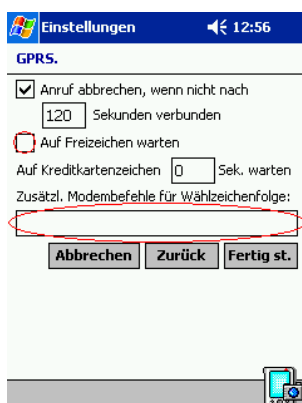 Einstellungen 12:56
GPRS.
Anruf abbrechen, wenn nicht nach
120 Sekunden verbunden
Auf Freizeichen warten
Auf Kreditkartenzeichen 0 Sek. warten
Zusätzl. Modembefehle für Wählzeichenfolge:
Abbrechen Zurück Fertig st.